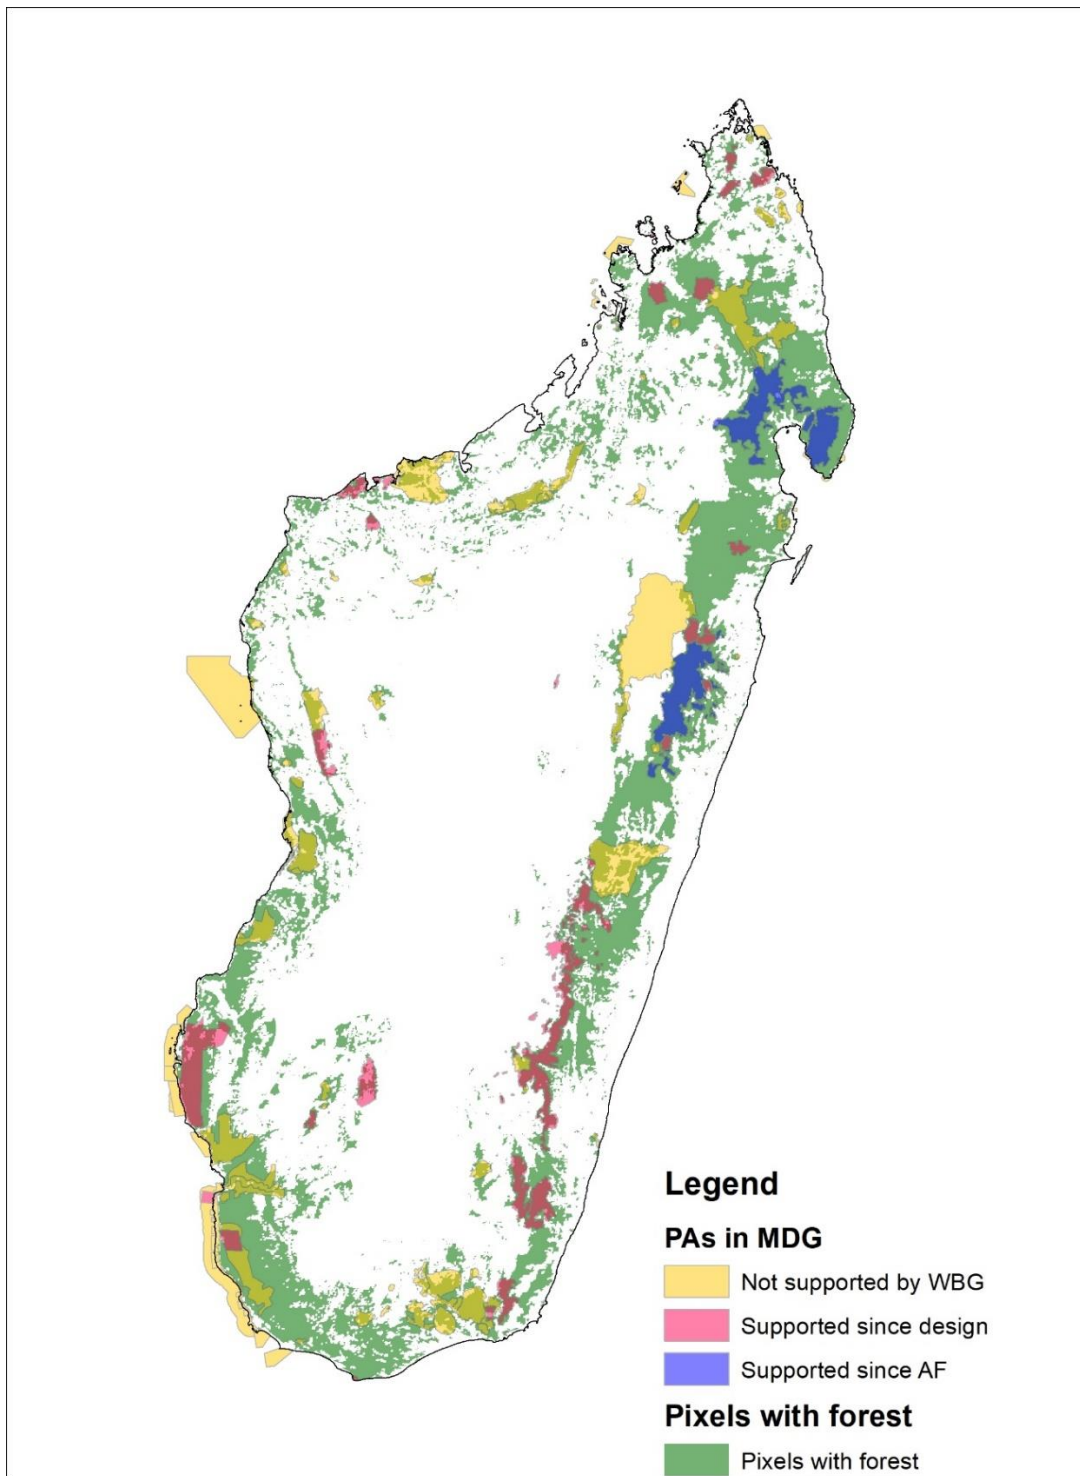 Legend
PAs in MDG
Not supported by WBG
Supported since design
Supported since AF
Pixels with forest
Pixels with forest